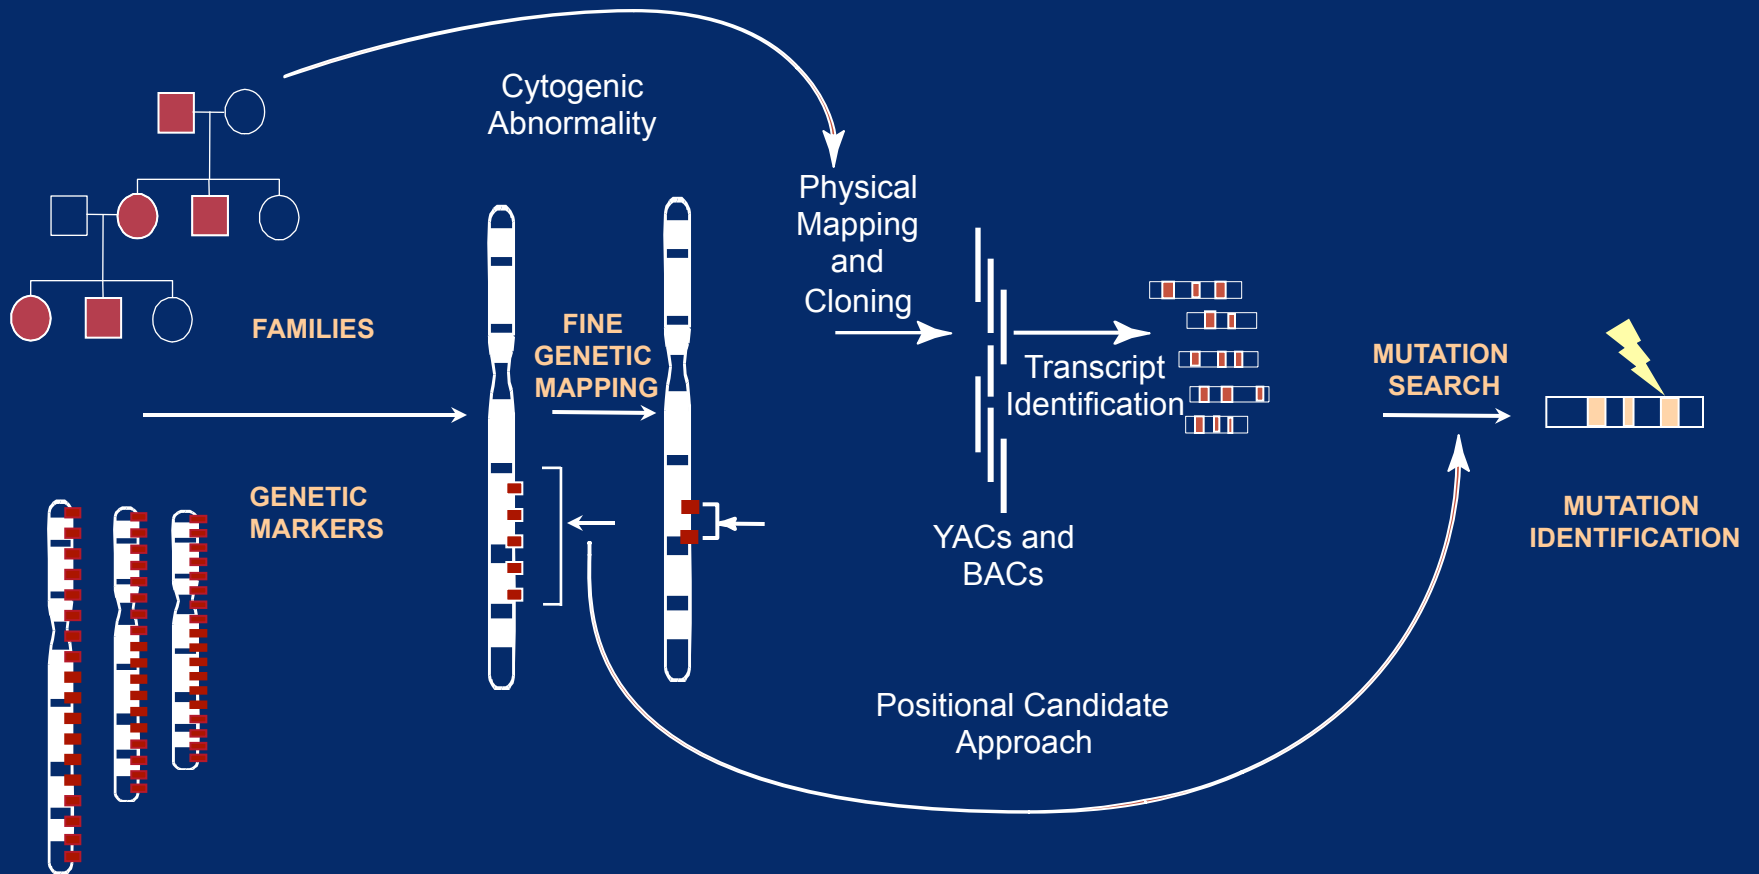 Cytogenic
Abnormality
Physical
Mapping
and
Cloning
FAMILIES
FINE
GENETIC
MAPPING
Transcript
Identification
MUTATION
SEARCH
GENETIC
MARKERS
YACs and
BACs
MUTATION
IDENTIFICATION
Positional Candidate
Approach